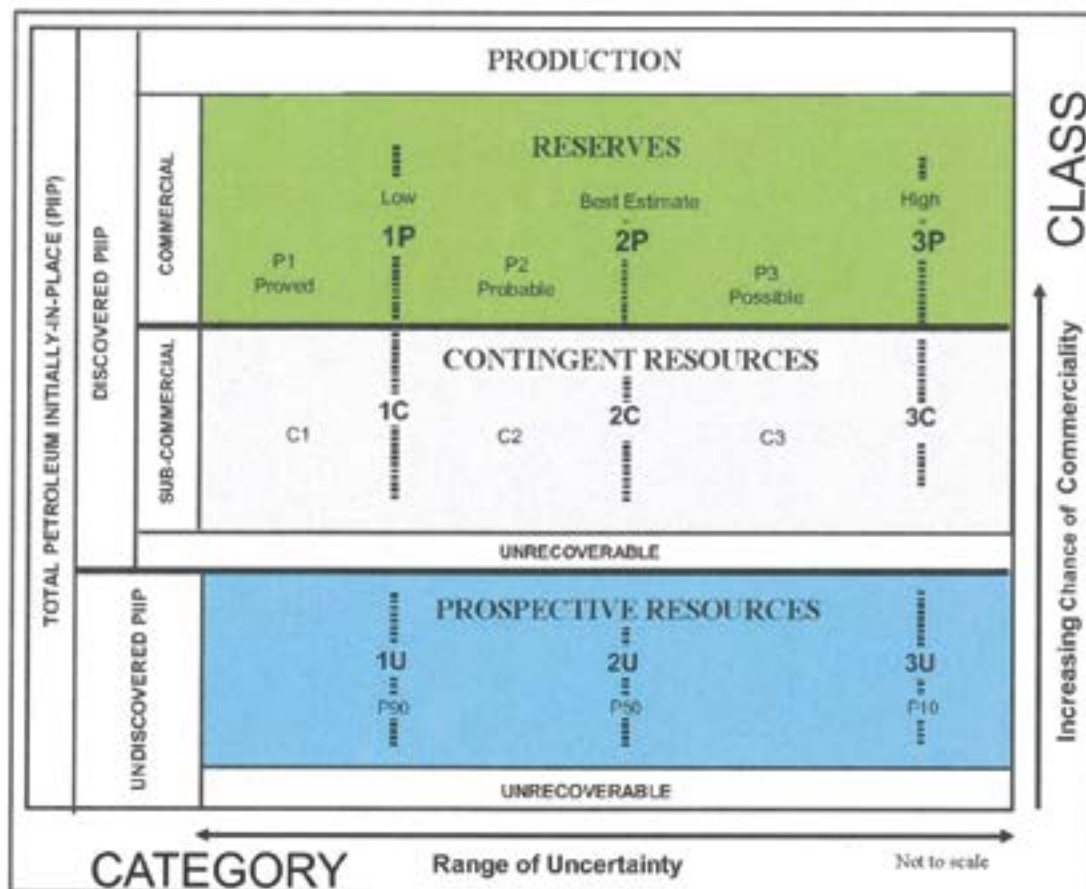 PRODUCTION
TOTAL PETROLEUM INITIALLY-IN-PLACE (PIIP)
DISCOVERED PIIP
COMMERCIAL
RESERVES
Low
Best Estimate
High
1P
2P
3P
P1
Proved
P2
Probable
P3
Possible
SUB-COMMERCIAL
CONTINGENT RESOURCES
1C
2C
3C
C1
C2
C3
UNRECOVERABLE
UNDISCOVERED PIIP
PROSPECTIVE RESOURCES
1U
2U
3U
P90
P50
P10
UNRECOVERABLE
CLASS
Increasing Chance of Commerciality
CATEGORY
Range of Uncertainty
Not to scale